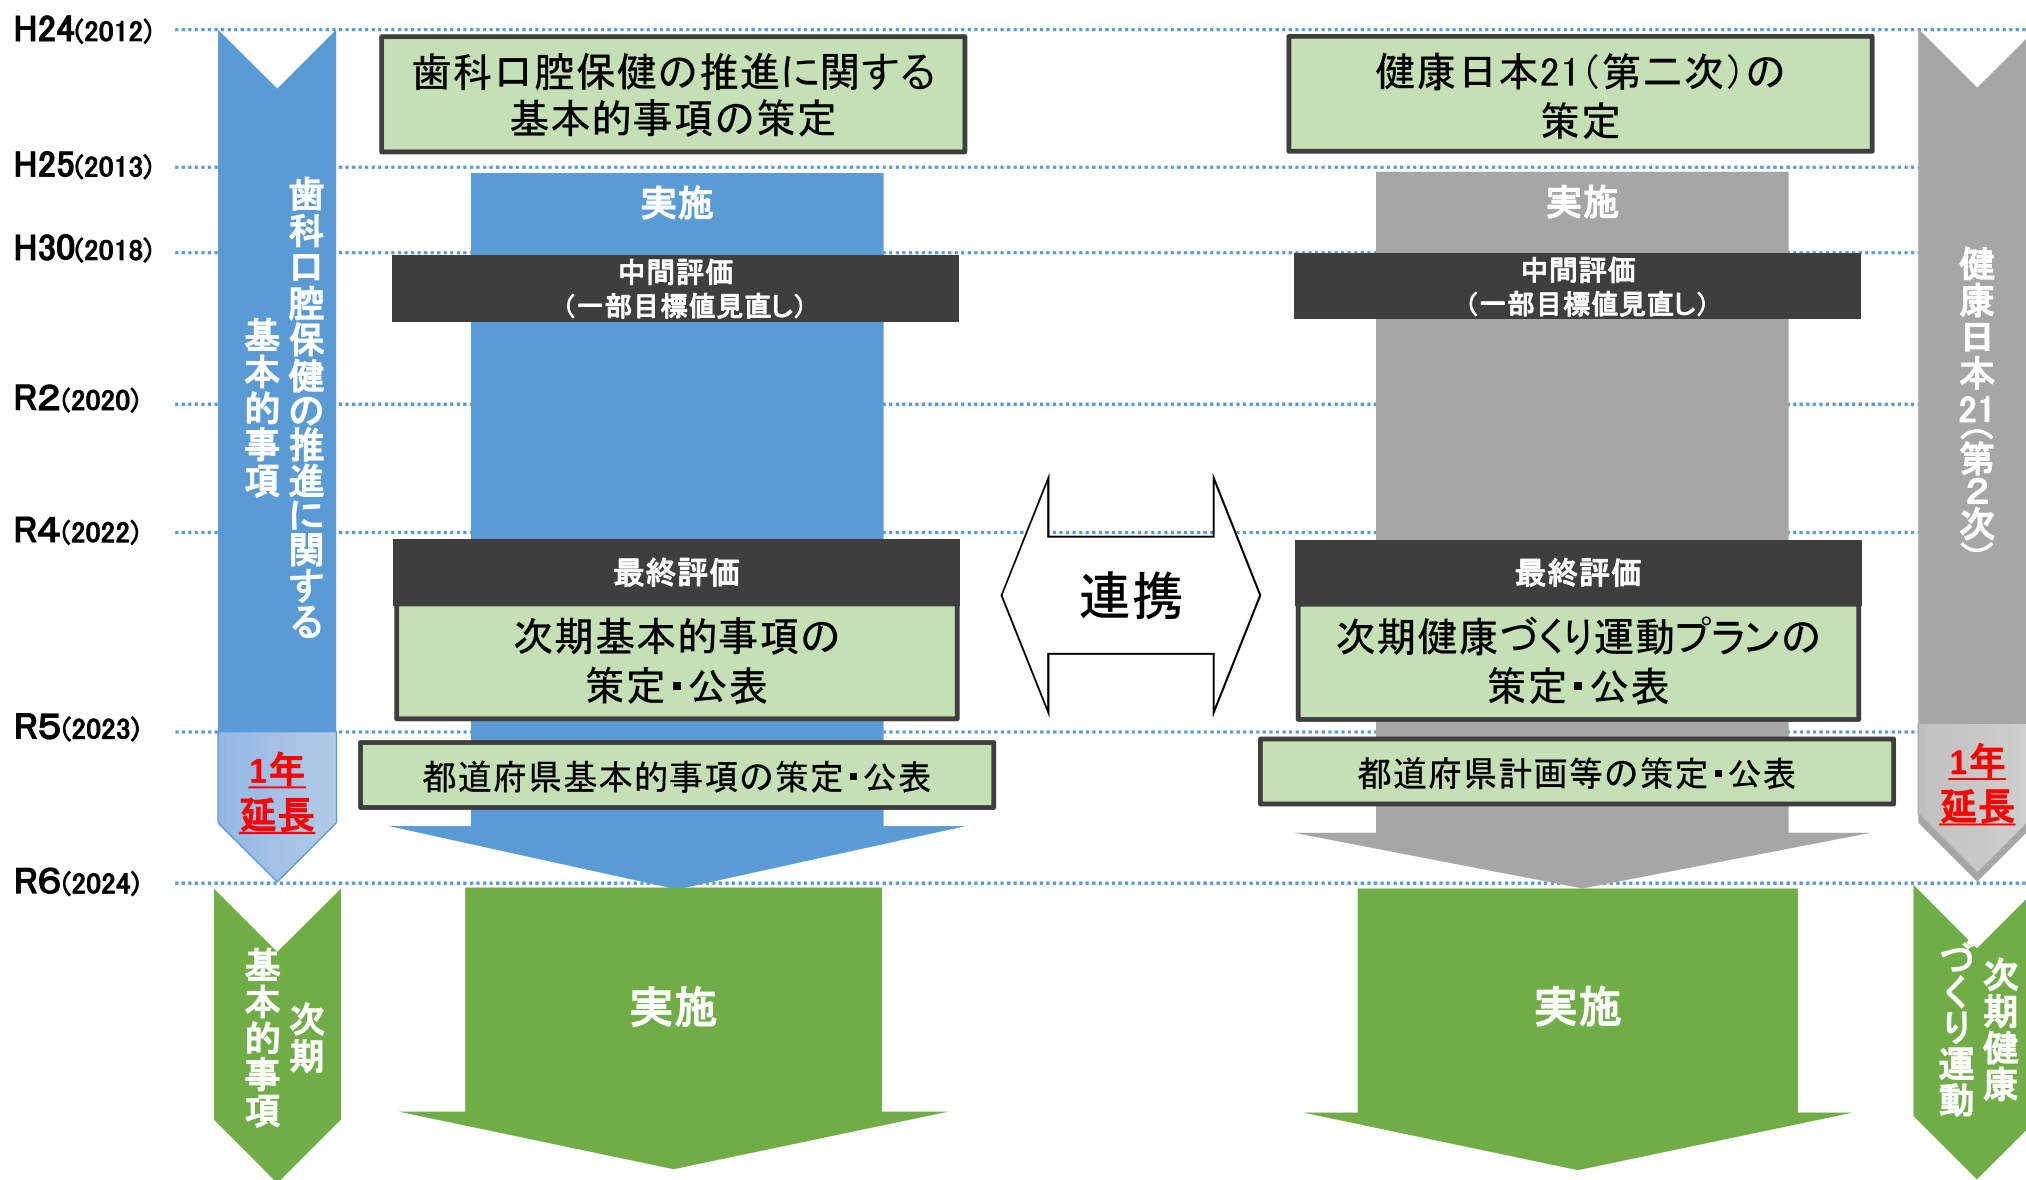 H24(2012)
歯科口腔保健の推進に関する
基本的事項の策定
健康日本21（第二次）の
策定
H25(2013)
実施
実施
H30(2018)
中間評価
（一部目標値見直し）
中間評価
（一部目標値見直し）
歯科口腔保健の推進に関する
基本的事項
健康日本21（第２次）
R2(2020)
R4(2022)
最終評価
最終評価
連携
次期基本的事項の
策定・公表
次期健康づくり運動プランの
策定・公表
R5(2023)
1年
延長
都道府県基本的事項の策定・公表
都道府県計画等の策定・公表
1年
延長
R6(2024)
次期
基本的事項
実施
実施
次期健康
づくり運動